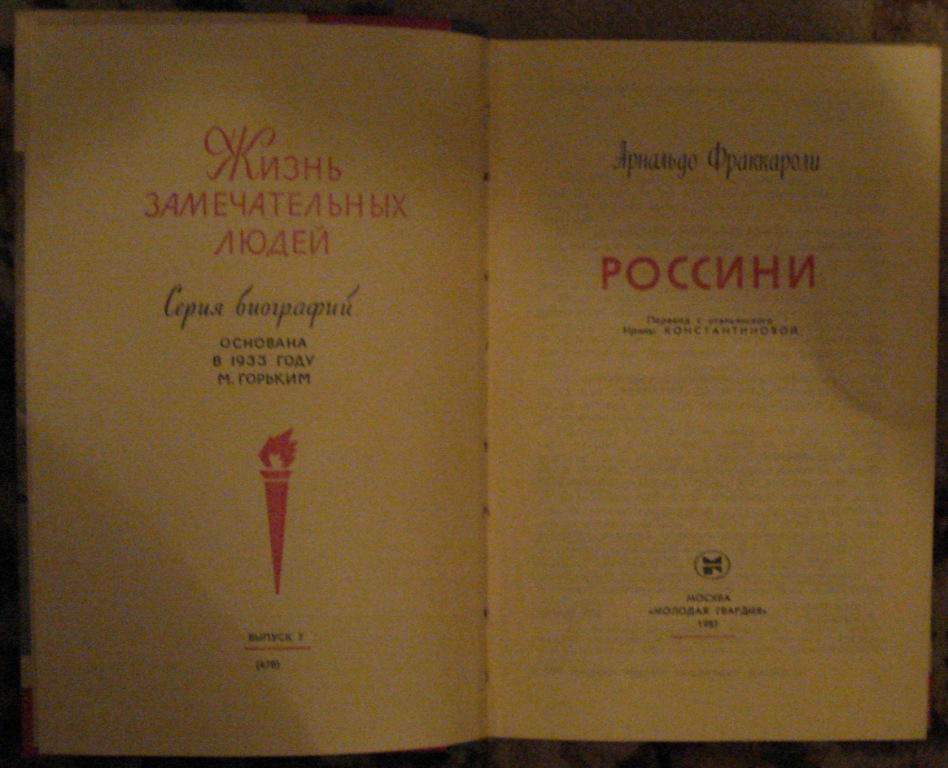 Жизнь
ЗАМЕЧАТЕЛЬНЫХ
ЛЮДЕЙ
Серия биографий
ОСНОВАНА
В 1933 ГОДУ
М. ГОРЬКИМ
ВЫПУСК 7
(678)
Арнальдо Фраккароли
РОССИНИ
Перевод с итальянского
Ирины КОНСТАНТИНОВОЙ
МОСКВА
«МОЛОДАЯ ГВАРДИЯ»
1987